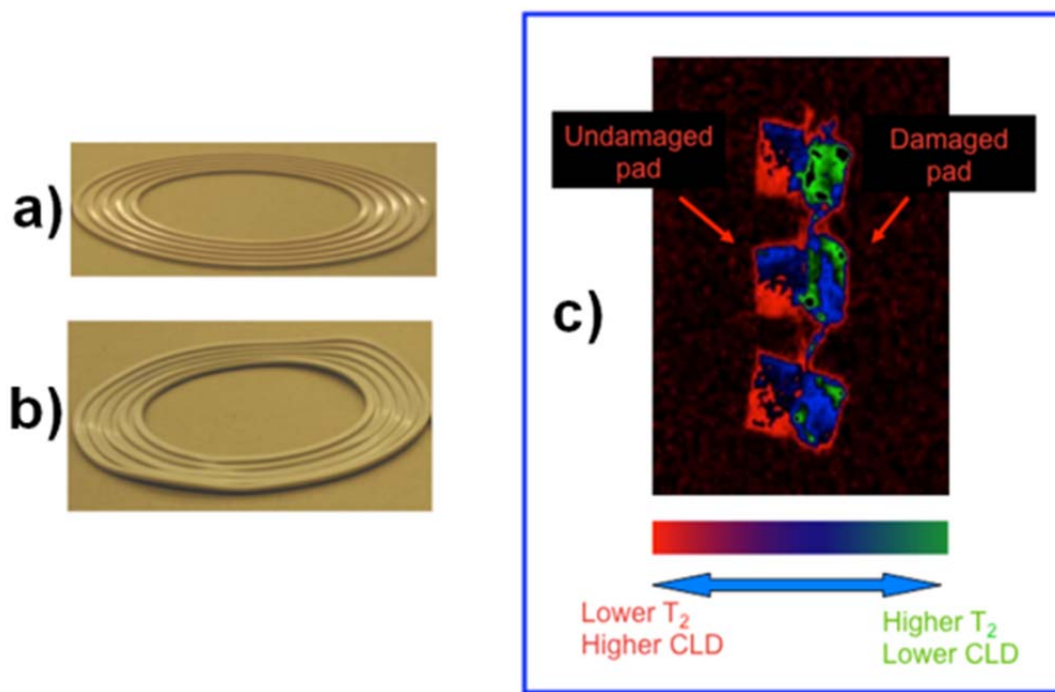 a)
b)
Undamaged
pad
Damaged
pad
c)
Lower T₂
Higher CLD
Higher T₂
Lower CLD